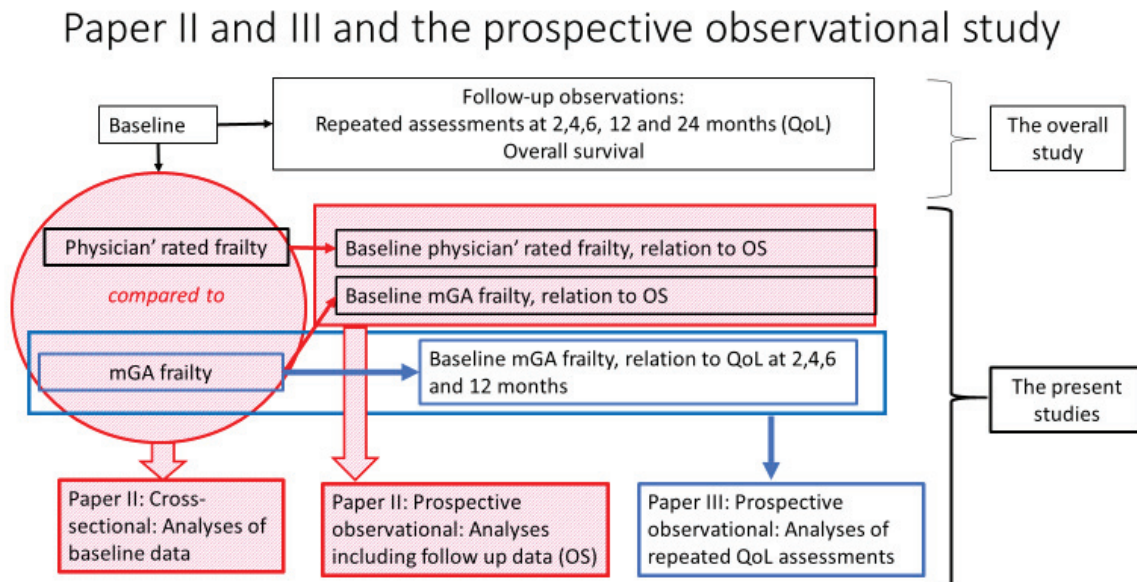 Paper II and III and the prospective observational study
Baseline
Follow-up observations:
Repeated assessments at 2,4,6, 12 and 24 months (QoL)
Overall survival
The overall
study
Physician' rated frailty
compared to
mGA frailty
Baseline physician' rated frailty, relation to OS
Baseline mGA frailty, relation to OS
Baseline mGA frailty, relation to QoL at 2,4,6
and 12 months
The present
studies
Paper II: Cross-
sectional: Analyses of
baseline data
Paper II: Prospective
observational: Analyses
including follow up data (OS)
Paper III: Prospective
observational: Analyses of
repeated QoL assessments